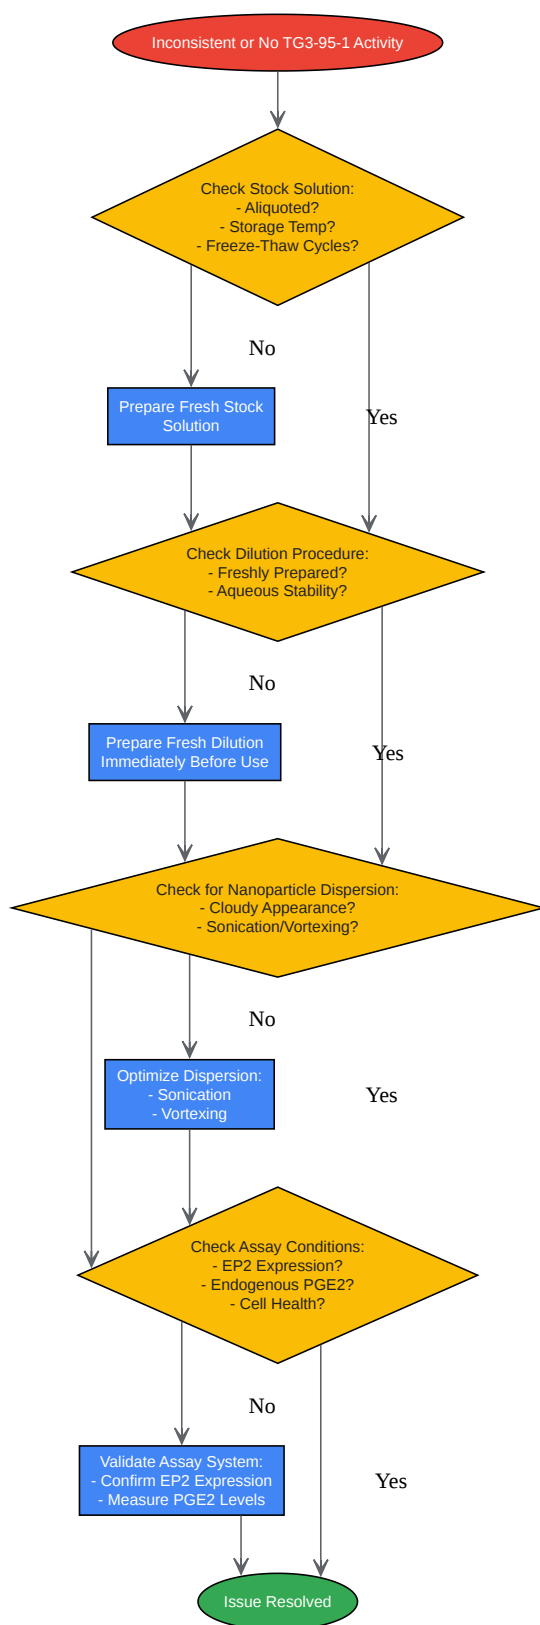 Inconsistent or No TG3-95-1 Activity
Check Stock Solution:
- Aliquoted?
- Storage Temp?
- Freeze-Thaw Cycles?
No
Prepare Fresh Stock
Solution
Yes
Check Dilution Procedure:
- Freshly Prepared?
- Aqueous Stability?
No
Prepare Fresh Dilution
Immediately Before Use
Yes
Check for Nanoparticle Dispersion:
- Cloudy Appearance?
- Sonication/Vortexing?
No
Optimize Dispersion:
- Sonication
- Vortexing
Yes
Check Assay Conditions:
- EP2 Expression?
- Endogenous PGE2?
- Cell Health?
No
Validate Assay System:
- Confirm EP2 Expression
- Measure PGE2 Levels
Yes
Issue Resolved